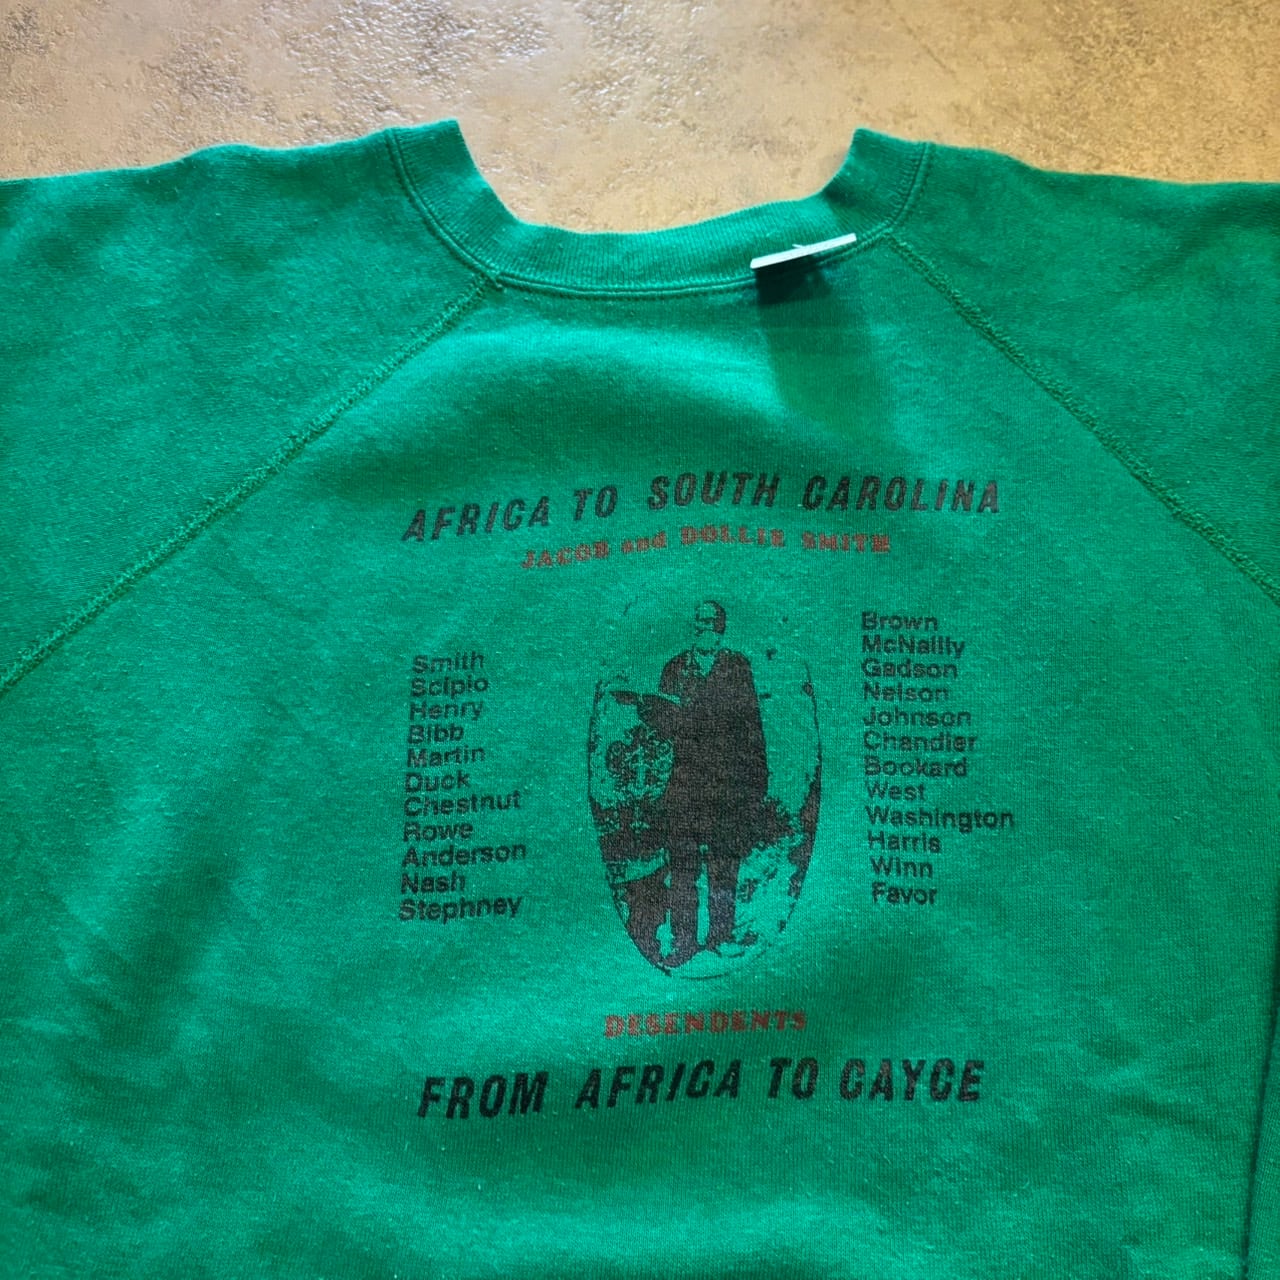 AFRICA TO SOUTH CAROLINA
JACOB and DOLLIE SMITH
Smith
Scipio
Henry
Bibb
Martin
Duck
Chestnut
Rowe
Anderson
Nash
Stephney
Brown
McNailly
Gadson
Nelson
Johnson
Chandler
Bookard
West
Washington
Harris
Winn
Favor
DESENDENTS
FROM AFRICA TO CAYCE